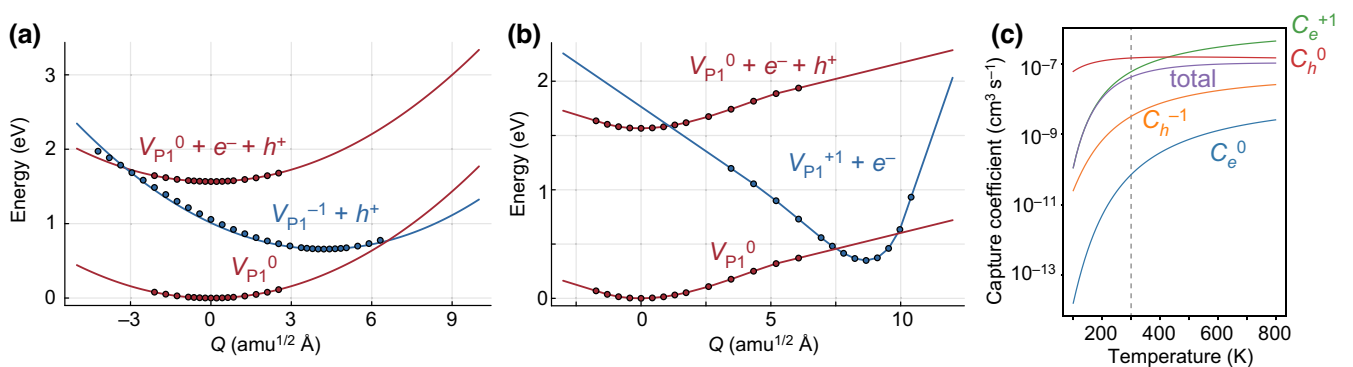 (a)
3
2
1
0
Energy (eV)
V_P1^0 + e^– + h^+
V_P1^–1 + h^+
V_P1^0
–3 0 3 6 9
Q (amu^1/2 Å)
(b)
2
1
0
Energy (eV)
V_P1^0 + e^– + h^+
V_P1^+1 + e^–
V_P1^0
0 5 10
Q (amu^1/2 Å)
(c)
10^–7
10^–9
10^–11
10^–13
Capture coefficient (cm^3 s^–1)
C_e^+1
C_h^0
total
C_h^–1
C_e^0
200 400 600 800
Temperature (K)